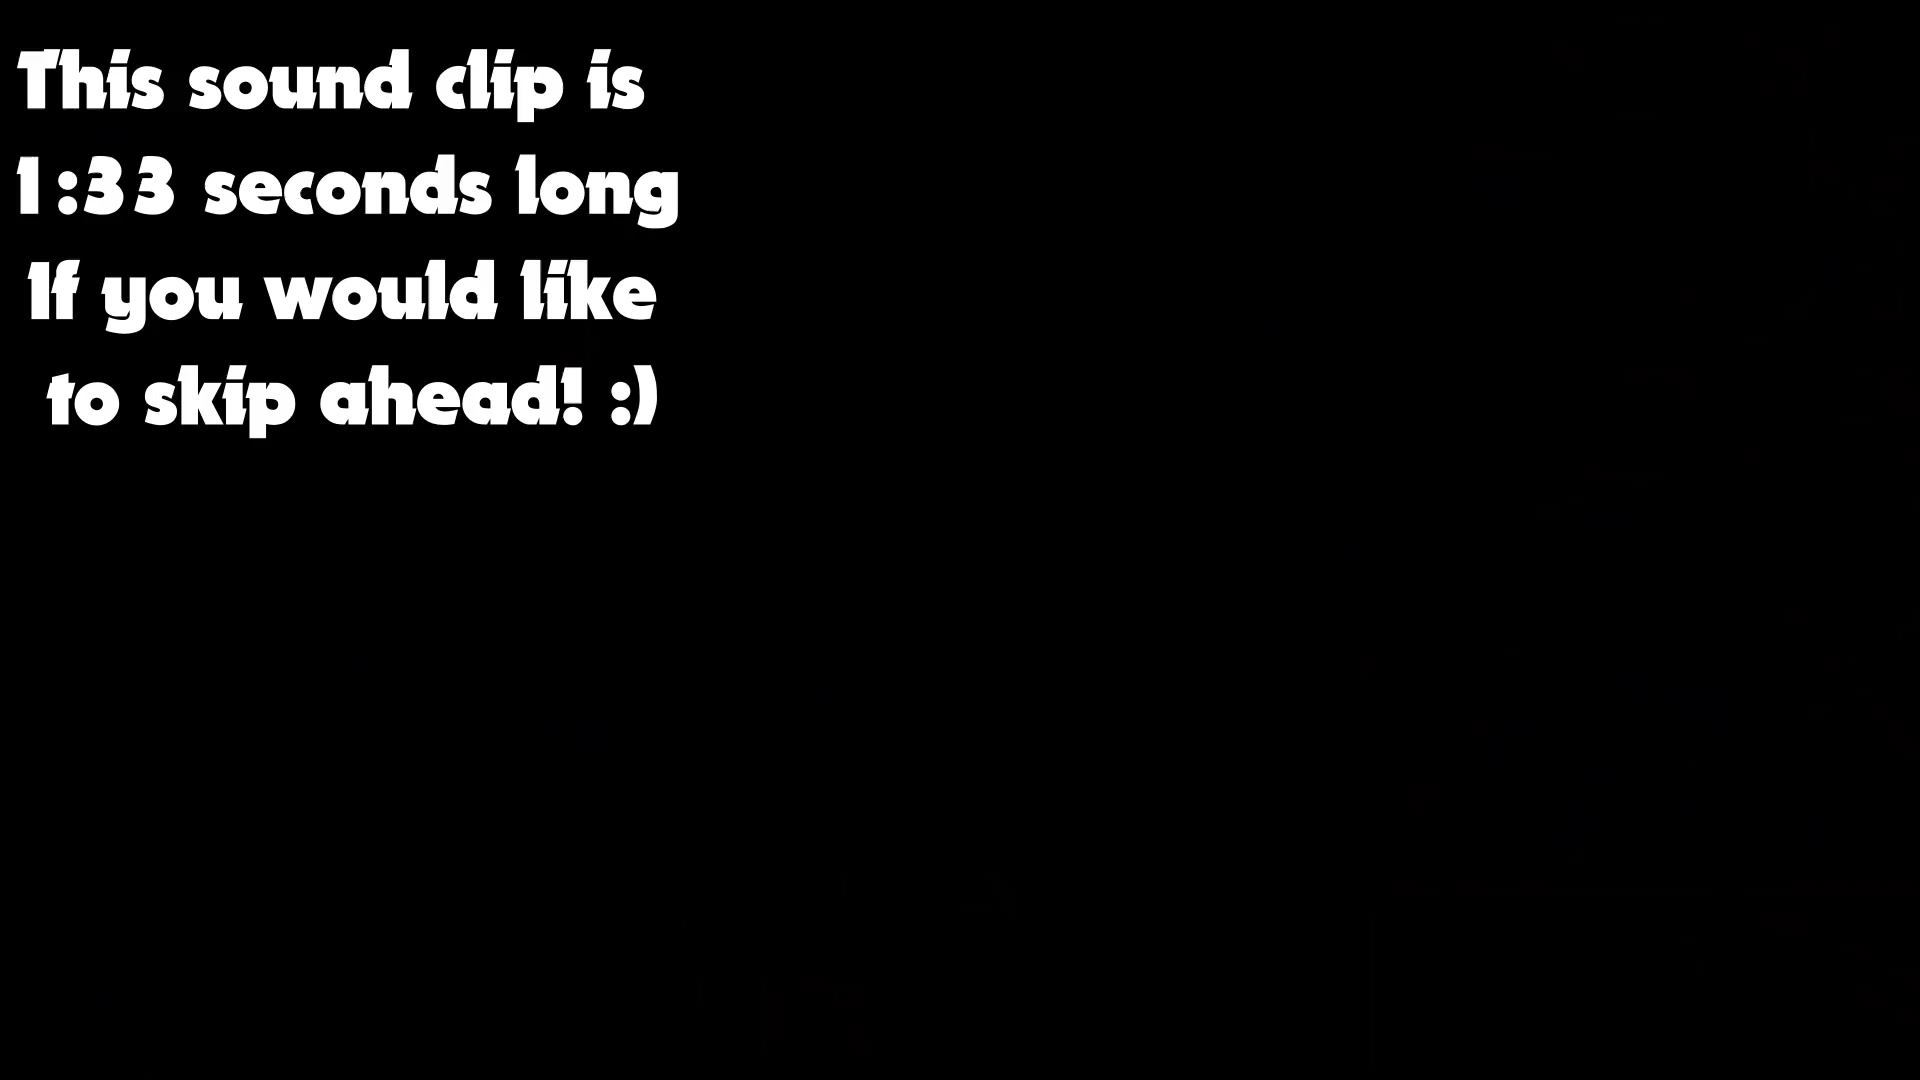 This sound clip is
1:33 seconds long
If you would like
to skip ahead! :)